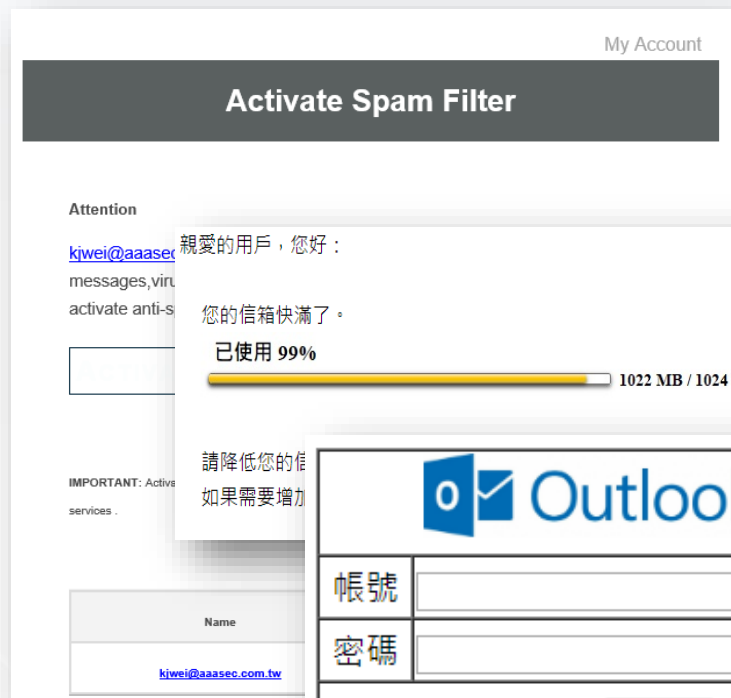 My Account
Activate Spam Filter
Attention
kjwei@aaasec
messages,viru
activate anti-s
親愛的用戶，您好：
您的信箱快滿了。
已使用 99%
1022 MB / 1024
請降低您的信
如果需要增加
IMPORTANT: Activa
services .
Outloo
帳號
密碼
Name
kjwei@aaasec.com.tw